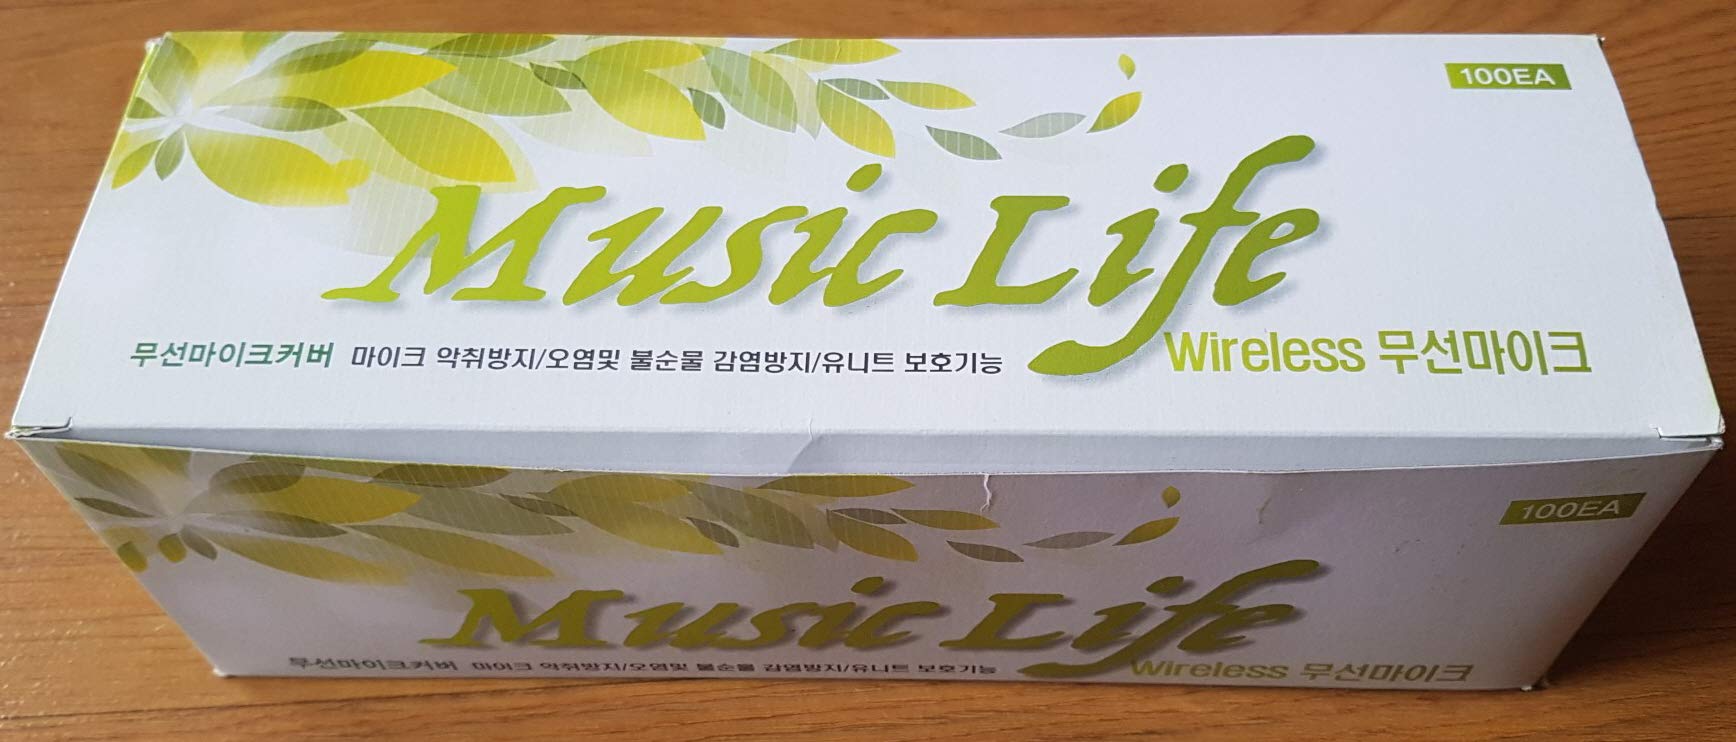 100EA
Music Life
Wireless 무선마이크
무선마이크커버 마이크 악취방지/오염및 불순물 감염방지/유니트 보호기능
100EA
Music Life
Wireless 무선마이크
무선마이크커버 마이크 악취방지/오염및 불순물 감염방지/유니트 보호기능